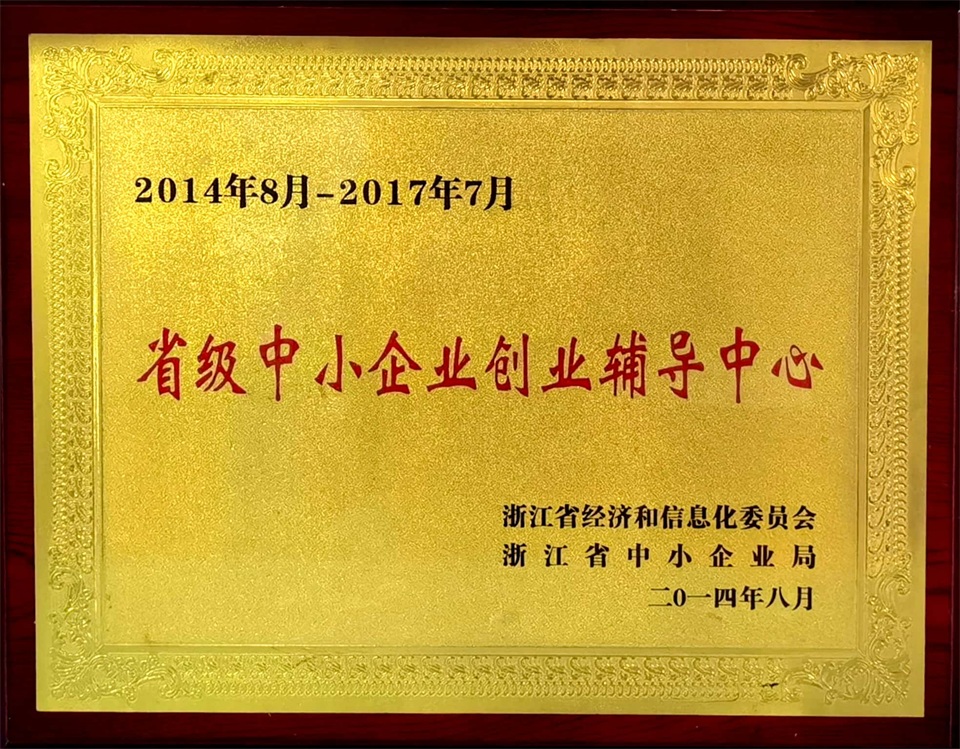 2014年8月-2017年7月
省级中小企业创业辅导中心
浙江省经济和信息化委员会
浙江省中小企业局
二0一四年八月